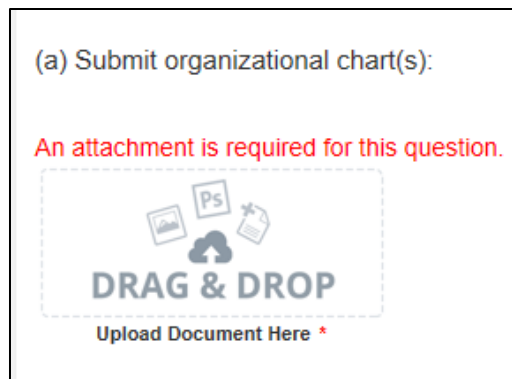 (a) Submit organizational chart(s):
An attachment is required for this question.
Ps
DRAG & DROP
Upload Document Here *